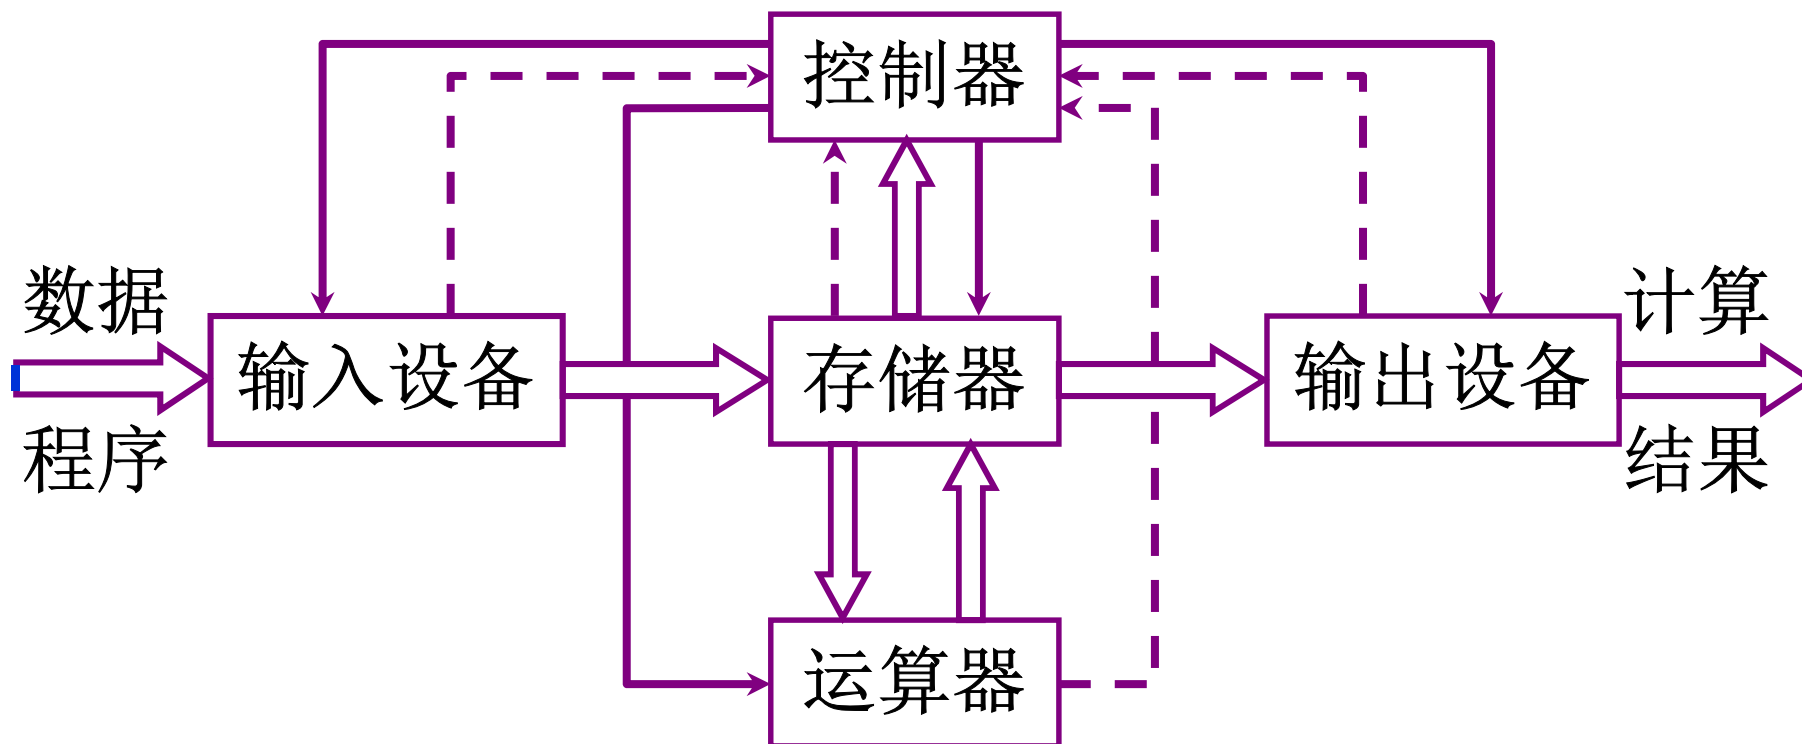 控制器
数据
程序
输入设备
存储器
输出设备
计算
结果
运算器